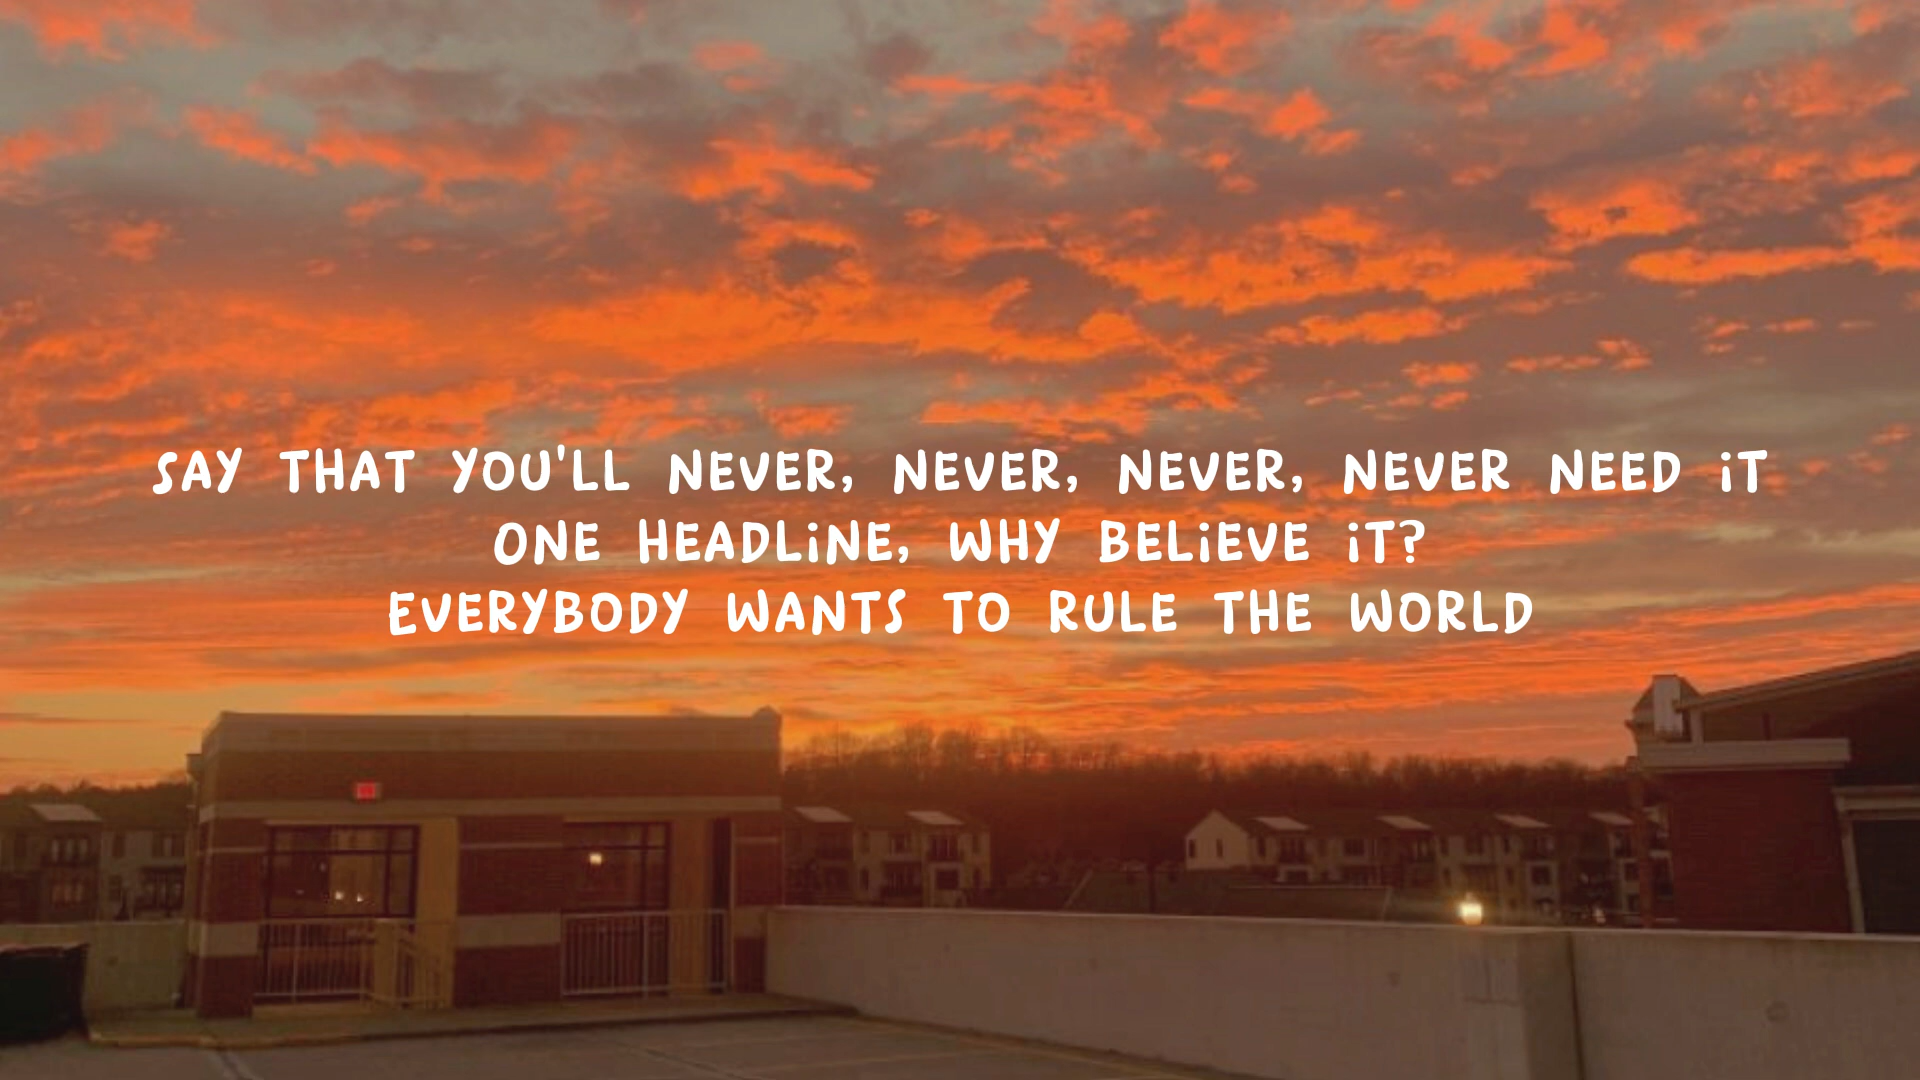 SAY THAT YOU'LL NEVER, NEVER, NEVER, NEVER NEED iT
ONE HEADLiNE, WHY BELiEVE iT?
EVERYBODY WANTS TO RULE THE WORLD